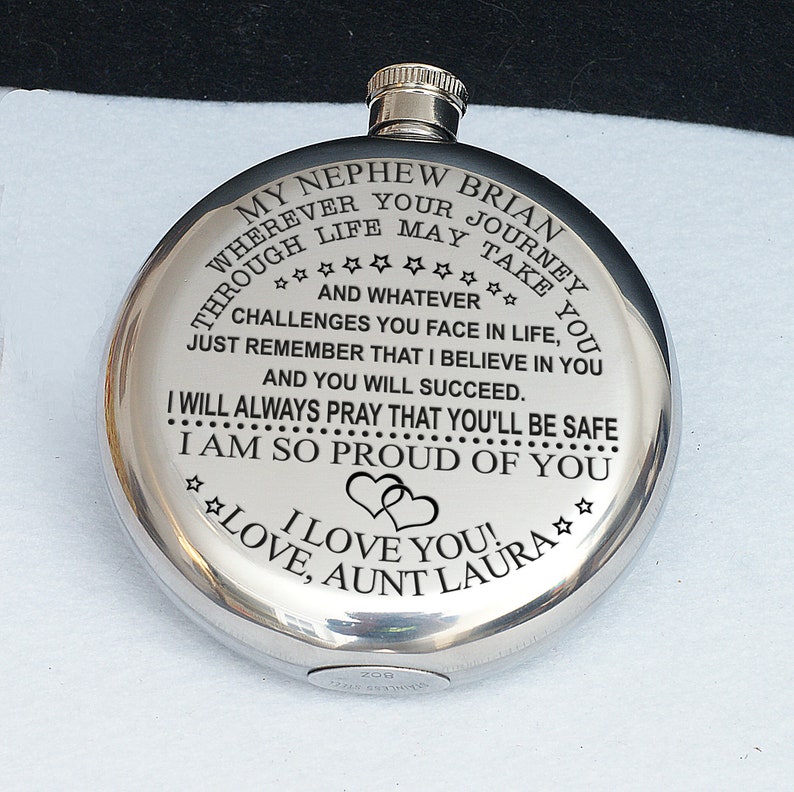 MY NEPHEW BRIAN
WHEREVER YOUR JOURNEY
THROUGH LIFE MAY TAKE YOU
AND WHATEVER
CHALLENGES YOU FACE IN LIFE,
JUST REMEMBER THAT I BELIEVE IN YOU
AND YOU WILL SUCCEED.
I WILL ALWAYS PRAY THAT YOU'LL BE SAFE
I AM SO PROUD OF YOU
I LOVE YOU!
LOVE, AUNT LAURA
8OZ
STAINLESS STEEL